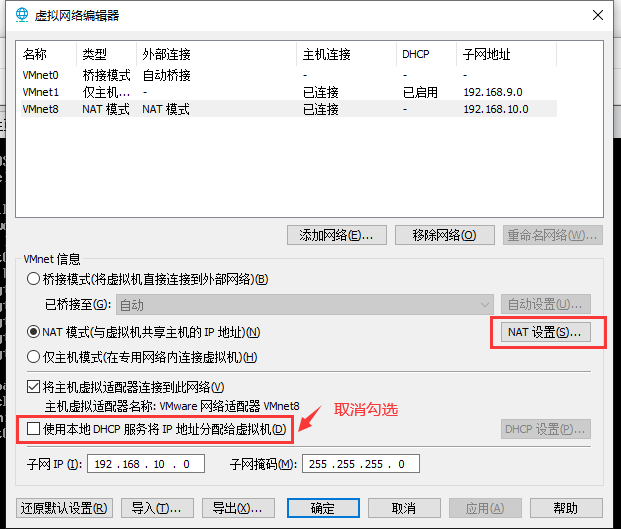 虚拟网络编辑器
名称 类型 外部连接 主机连接 DHCP 子网地址
VMnet0 桥接模式 自动桥接 - - -
VMnet1 仅主机... - 已连接 已启用 192.168.9.0
VMnet8 NAT 模式 NAT 模式 已连接 - 192.168.10.0
添加网络(E)... 移除网络(O) 重命名网络(W)...
VMnet 信息
桥接模式(将虚拟机直接连接到外部网络)(B)
已桥接至(G): 自动 自动设置(U)...
NAT 模式(与虚拟机共享主机的 IP 地址)(N) NAT 设置(S)...
仅主机模式(在专用网络内连接虚拟机)(H)
将主机虚拟适配器连接到此网络(V)
主机虚拟适配器名称: VMware 网络适配器 VMnet8
取消勾选
使用本地 DHCP 服务将 IP 地址分配给虚拟机(D) DHCP 设置(P)...
子网 IP (I): 192 . 168 . 10 . 0 子网掩码(M): 255 . 255 . 255 . 0
还原默认设置(R) 导入(T)... 导出(X)... 确定 取消 应用(A) 帮助